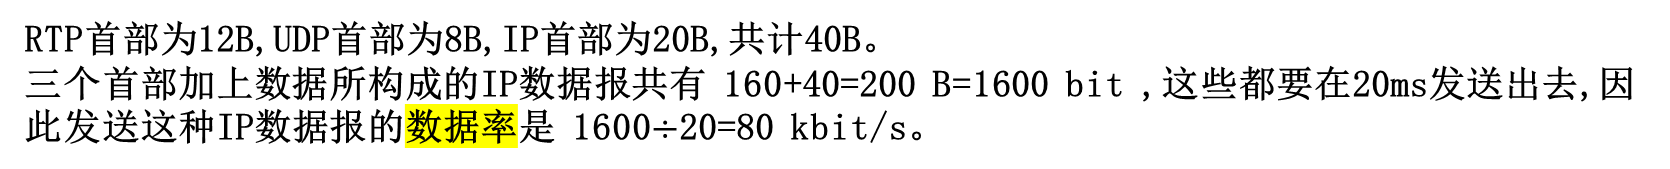 RTP首部为12B,UDP首部为8B,IP首部为20B,共计40B。
三个首部加上数据所构成的IP数据报共有 160+40=200 B=1600 bit ,这些都要在20ms发送出去,因
此发送这种IP数据报的数据率是 1600÷20=80 kbit/s。